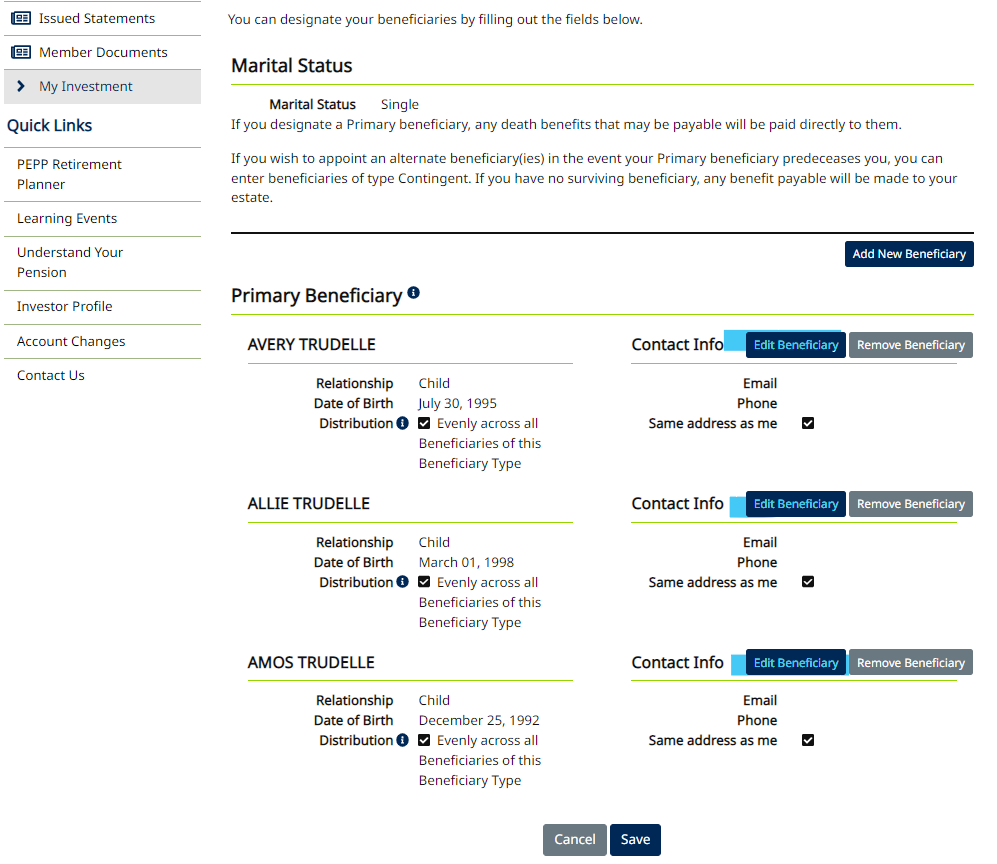 Issued Statements
Member Documents
My Investment
Quick Links
PEPP Retirement
Planner
Learning Events
Understand Your
Pension
Investor Profile
Account Changes
Contact Us
You can designate your beneficiaries by filling out the fields below.
Marital Status
Marital Status Single
If you designate a Primary beneficiary, any death benefits that may be payable will be paid directly to them.
If you wish to appoint an alternate beneficiary(ies) in the event your Primary beneficiary predeceases you, you can
enter beneficiaries of type Contingent. If you have no surviving beneficiary, any benefit payable will be made to your
estate.
Add New Beneficiary
Primary Beneficiary
AVERY TRUDELLE
Relationship Child
Date of Birth July 30, 1995
Distribution Evenly across all
Beneficiaries of this
Beneficiary Type
Contact Info Edit Beneficiary Remove Beneficiary
Email
Phone
Same address as me
ALLIE TRUDELLE
Relationship Child
Date of Birth March 01, 1998
Distribution Evenly across all
Beneficiaries of this
Beneficiary Type
Contact Info Edit Beneficiary Remove Beneficiary
Email
Phone
Same address as me
AMOS TRUDELLE
Relationship Child
Date of Birth December 25, 1992
Distribution Evenly across all
Beneficiaries of this
Beneficiary Type
Contact Info Edit Beneficiary Remove Beneficiary
Email
Phone
Same address as me
Cancel Save